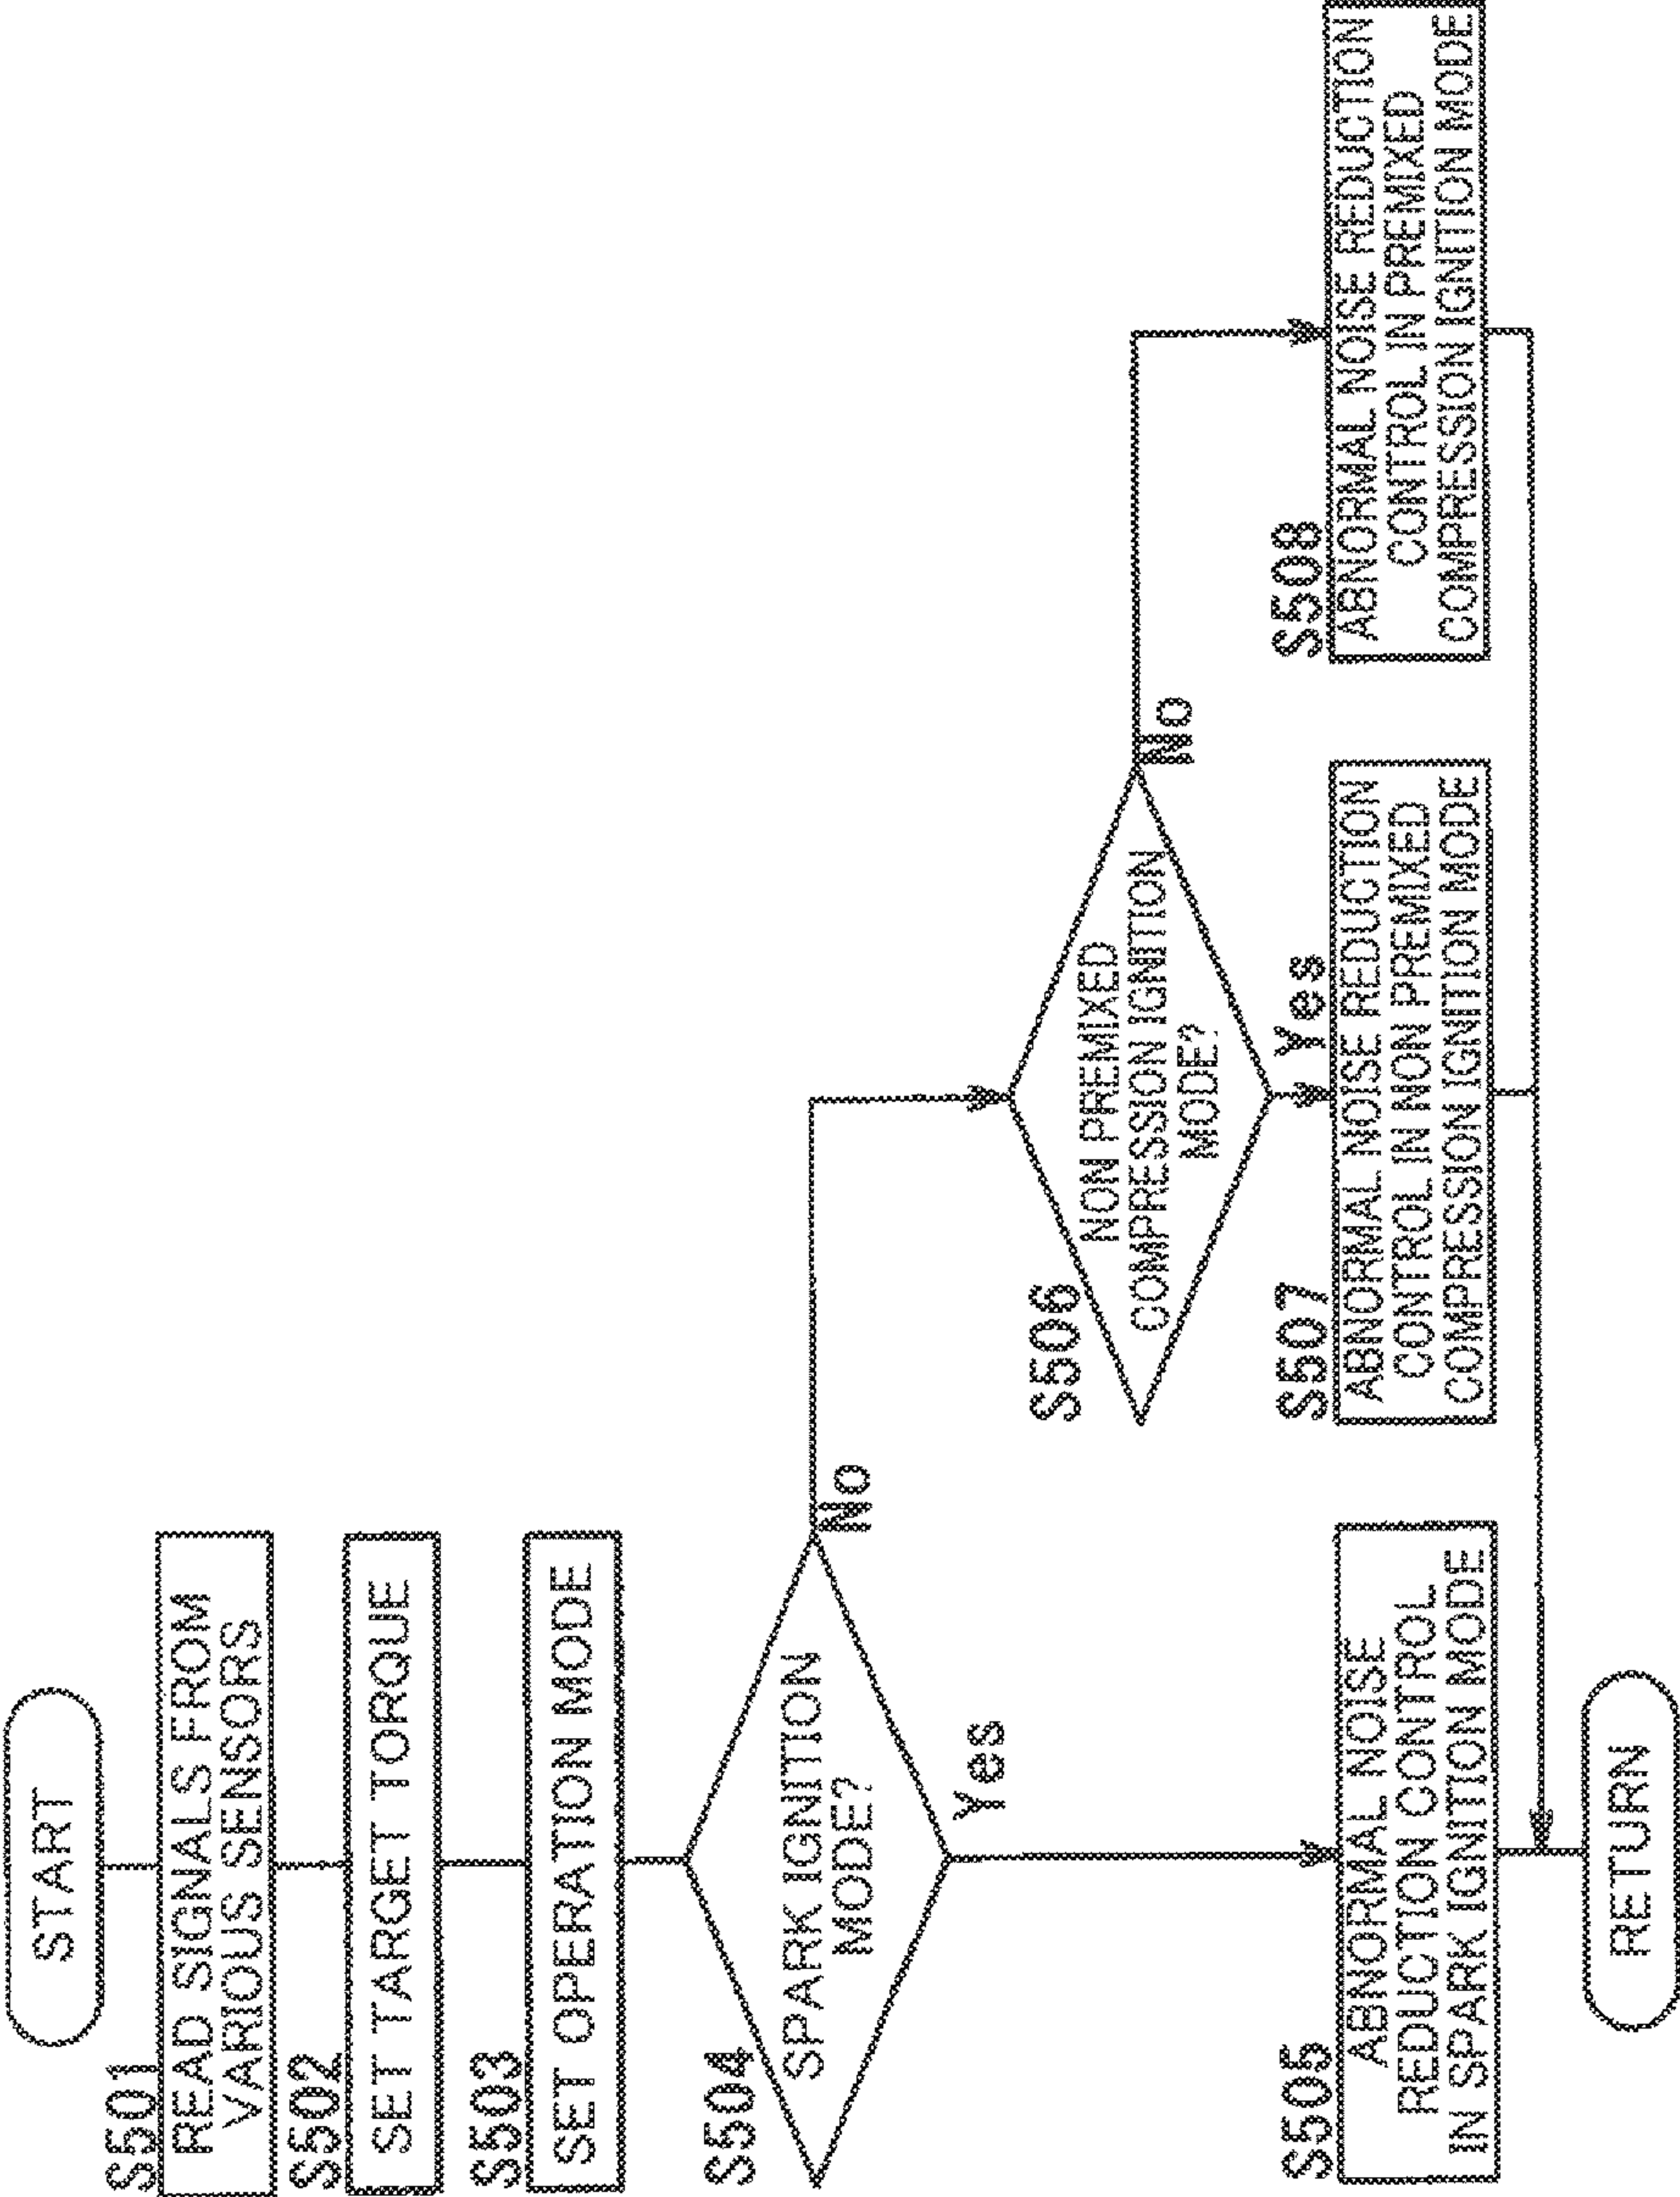 START
S501
READ SIGNALS FROM
VARIOUS SENSORS
S502
SET TARGET TORQUE
S503
SET OPERATION MODE
S504
SPARK IGNITION
MODE?
No
Yes
S506
NON PREMIXED
COMPRESSION IGNITION
MODE?
No
Yes
S505
ABNORMAL NOISE
REDUCTION CONTROL
IN SPARK IGNITION MODE
S507
ABNORMAL NOISE REDUCTION
CONTROL IN NON PREMIXED
COMPRESSION IGNITION MODE
S508
ABNORMAL NOISE REDUCTION
CONTROL IN PREMIXED
COMPRESSION IGNITION MODE
RETURN